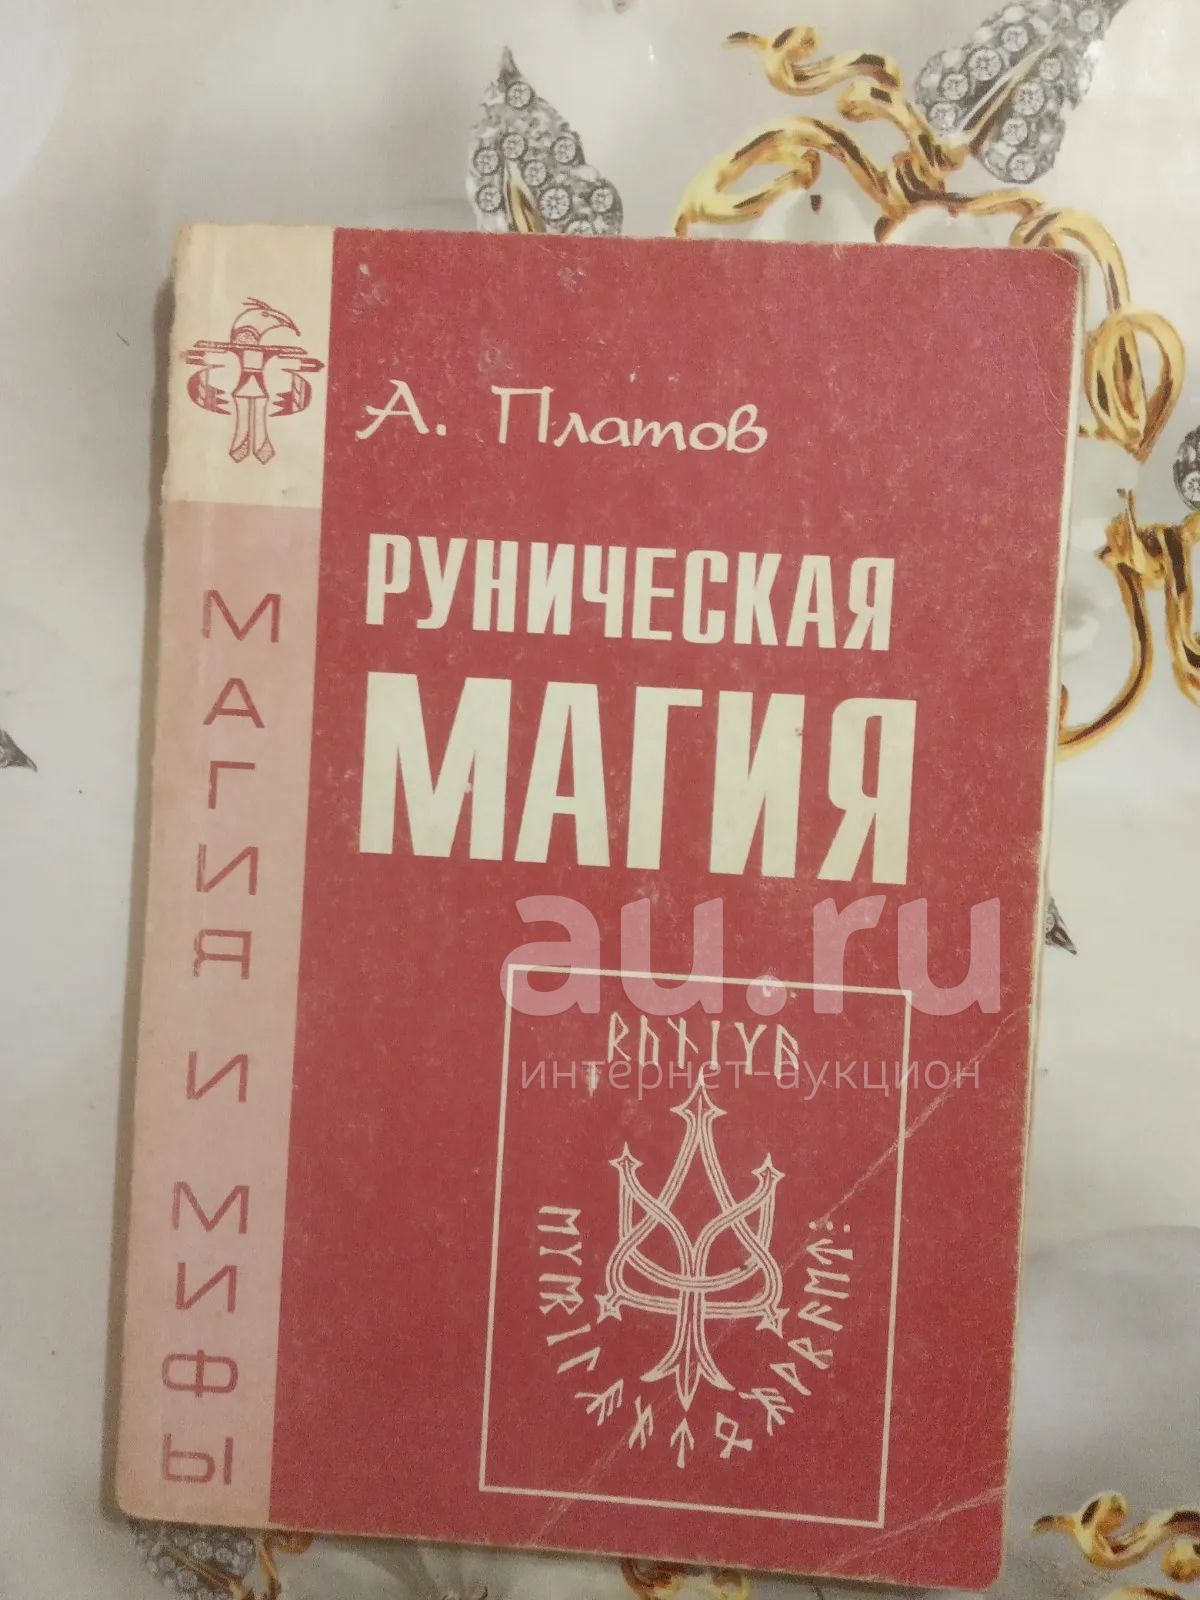 А. Платов
РУНИЧЕСКАЯ
МАГИЯ
МАГИЯ И МИФЫ
au.ru
интернет-аукцион